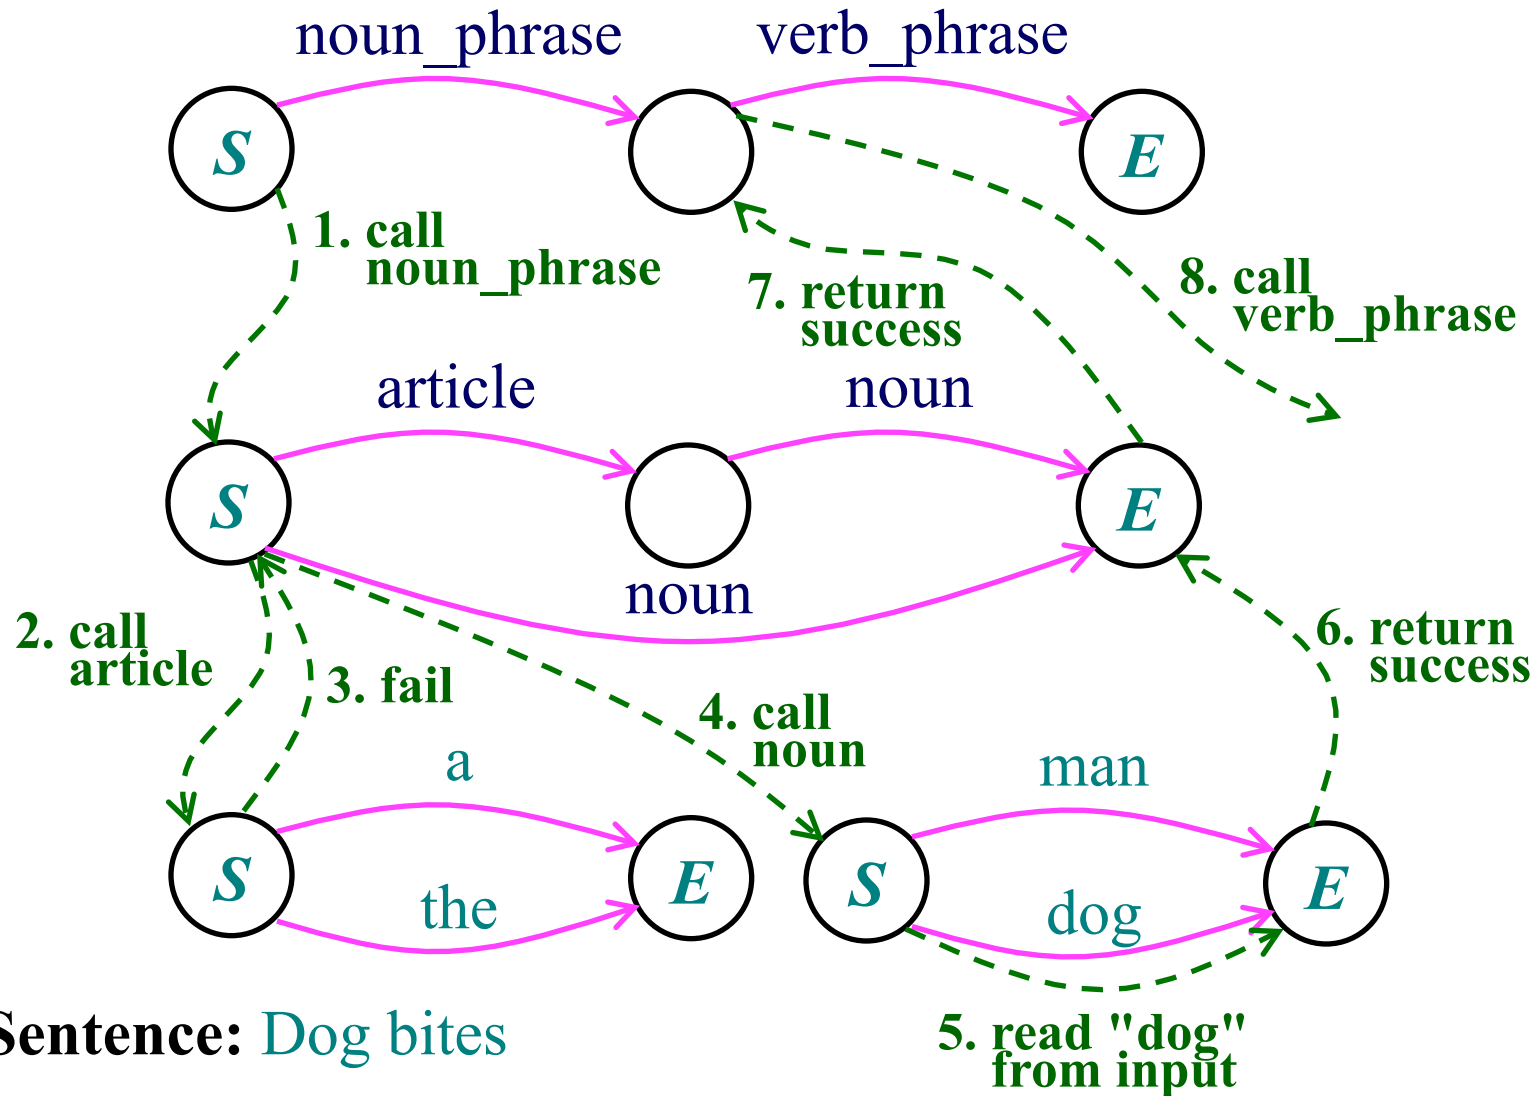 noun_phrase
verb_phrase
S
E
1. call
noun_phrase
7. return
success
8. call
verb_phrase
article
noun
S
E
noun
2. call
article
3. fail
4. call
noun
6. return
success
a
man
S
the
E
S
dog
E
Sentence: Dog bites
5. read "dog"
from input